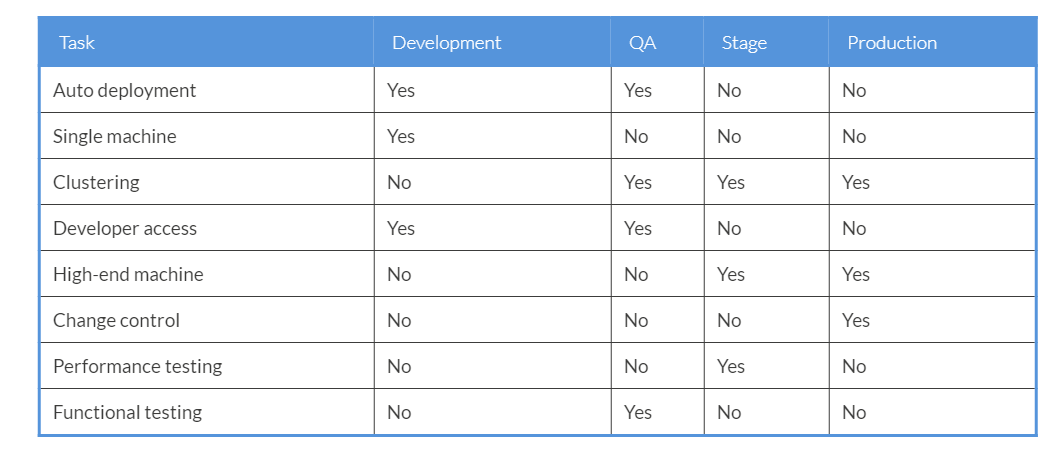 Task Development QA Stage Production
Auto deployment Yes Yes No No
Single machine Yes No No No
Clustering No Yes Yes Yes
Developer access Yes Yes No No
High-end machine No No Yes Yes
Change control No No No Yes
Performance testing No No Yes No
Functional testing No Yes No No